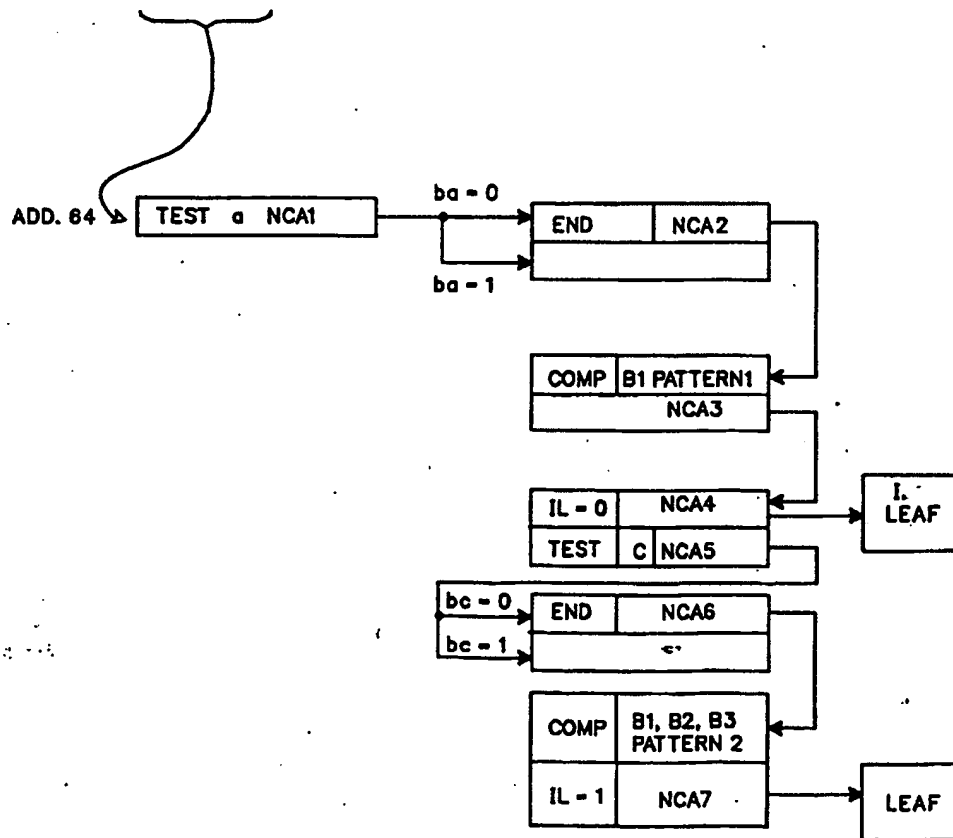 ba = 0
ADD. 64 TEST a NCA1
END NCA2
ba = 1
COMP B1 PATTERN1
NCA3
IL = 0 NCA4
I.
LEAF
TEST C NCA5
bc = 0
END NCA6
bc = 1
COMP B1, B2, B3
PATTERN 2
IL = 1 NCA7
LEAF